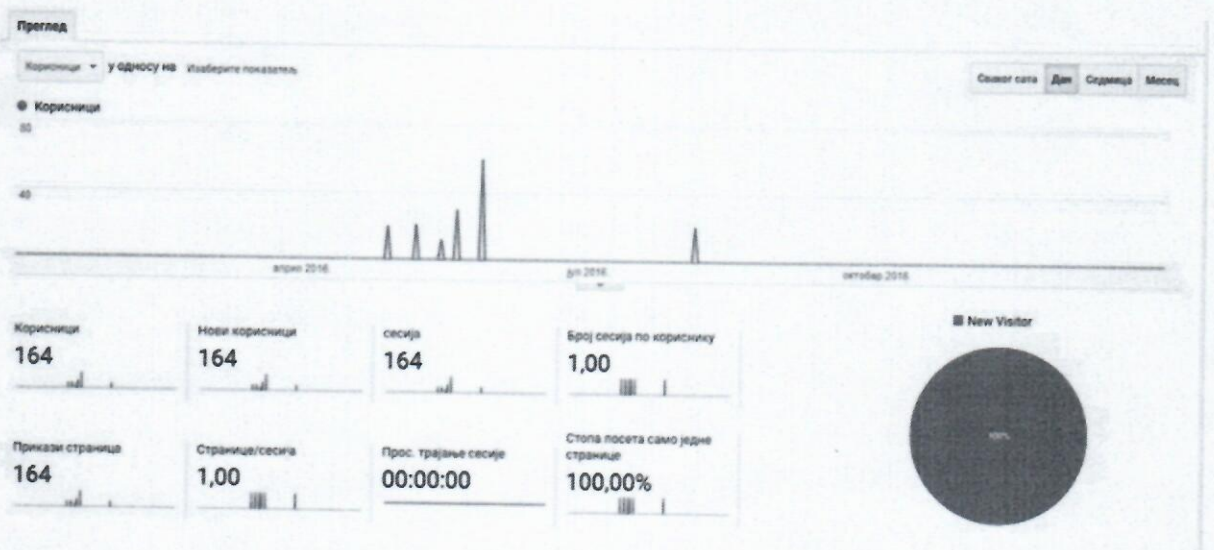 Преглед
Корисници у односу на Изаберите показатељ
Сваког сата Дан Седмица Месец
Корисници
80
40
април 2016. јул 2016. октобар 2016.
Корисници
164
Нови корисници
164
сесија
164
Број сесија по кориснику
1,00
New Visitor
100%
Прикази странице
164
Странице/сесија
1,00
Прос. трајање сесије
00:00:00
Стопа посета само једне
странице
100,00%